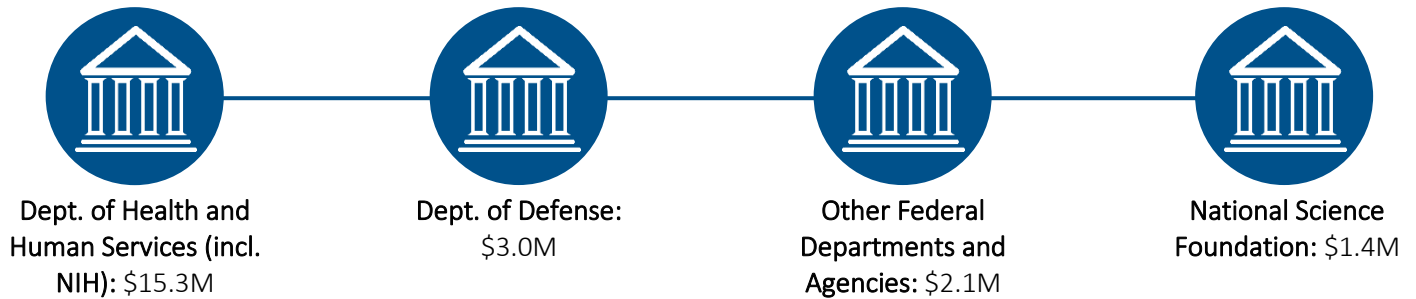 Dept. of Health and
Human Services (incl.
NIH): $15.3M
Dept. of Defense:
$3.0M
Other Federal
Departments and
Agencies: $2.1M
National Science
Foundation: $1.4M